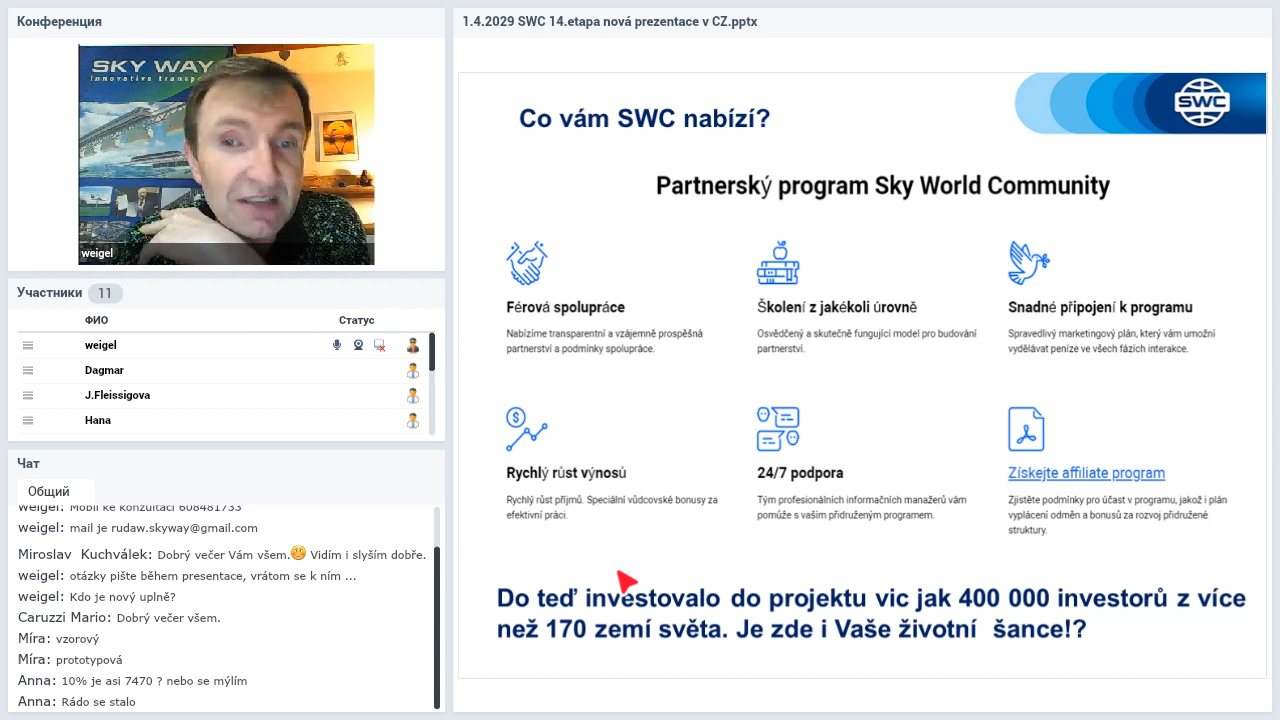 Конференция
SKY WAY
Innovative transpo
weigel
Участники 11
ФИО Статус
weigel
Dagmar
J.Fleissigova
Hana
Чат
Общий
weigel: Mobil ke konzultaci 608481733
weigel: mail je rudaw.skyway@gmail.com
Miroslav Kuchválek: Dobrý večer Vám všem. Vidím i slyším dobře.
weigel: otázky pište během presentace, vrátom se k ním ...
weigel: Kdo je nový uplně?
Caruzzi Mario: Dobrý večer všem.
Míra: vzorový
Míra: prototypová
Anna: 10% je asi 7470 ? nebo se mýlím
Anna: Rádo se stalo
1.4.2029 SWC 14.etapa nová prezentace v CZ.pptx
Co vám SWC nabízí?
SWC
Partnerský program Sky World Community
Férová spolupráce
Nabízíme transparentní a vzájemně prospěšná
partnerství a podmínky spolupráce.
Školení z jakékoli úrovně
Osvědčený a skutečně fungující model pro budování
partnerství.
Snadné připojení k programu
Spravedlivý marketingový plán, který vám umožní
vydělávat peníze ve všech fázích interakce.
Rychlý růst výnosů
Rychlý růst příjmů. Speciální vůdcovské bonusy za
efektivní práci.
24/7 podpora
Tým profesionálních informačních manažerů vám
pomůže s vaším přidruženým programem.
Získejte affiliate program
Zjistěte podmínky pro účast v programu, jakož i plán
vyplácení odměn a bonusů za rozvoj přidružené
struktury.
Do teď investovalo do projektu vic jak 400 000 investorů z více
než 170 zemí světa. Je zde i Vaše životní šance!?